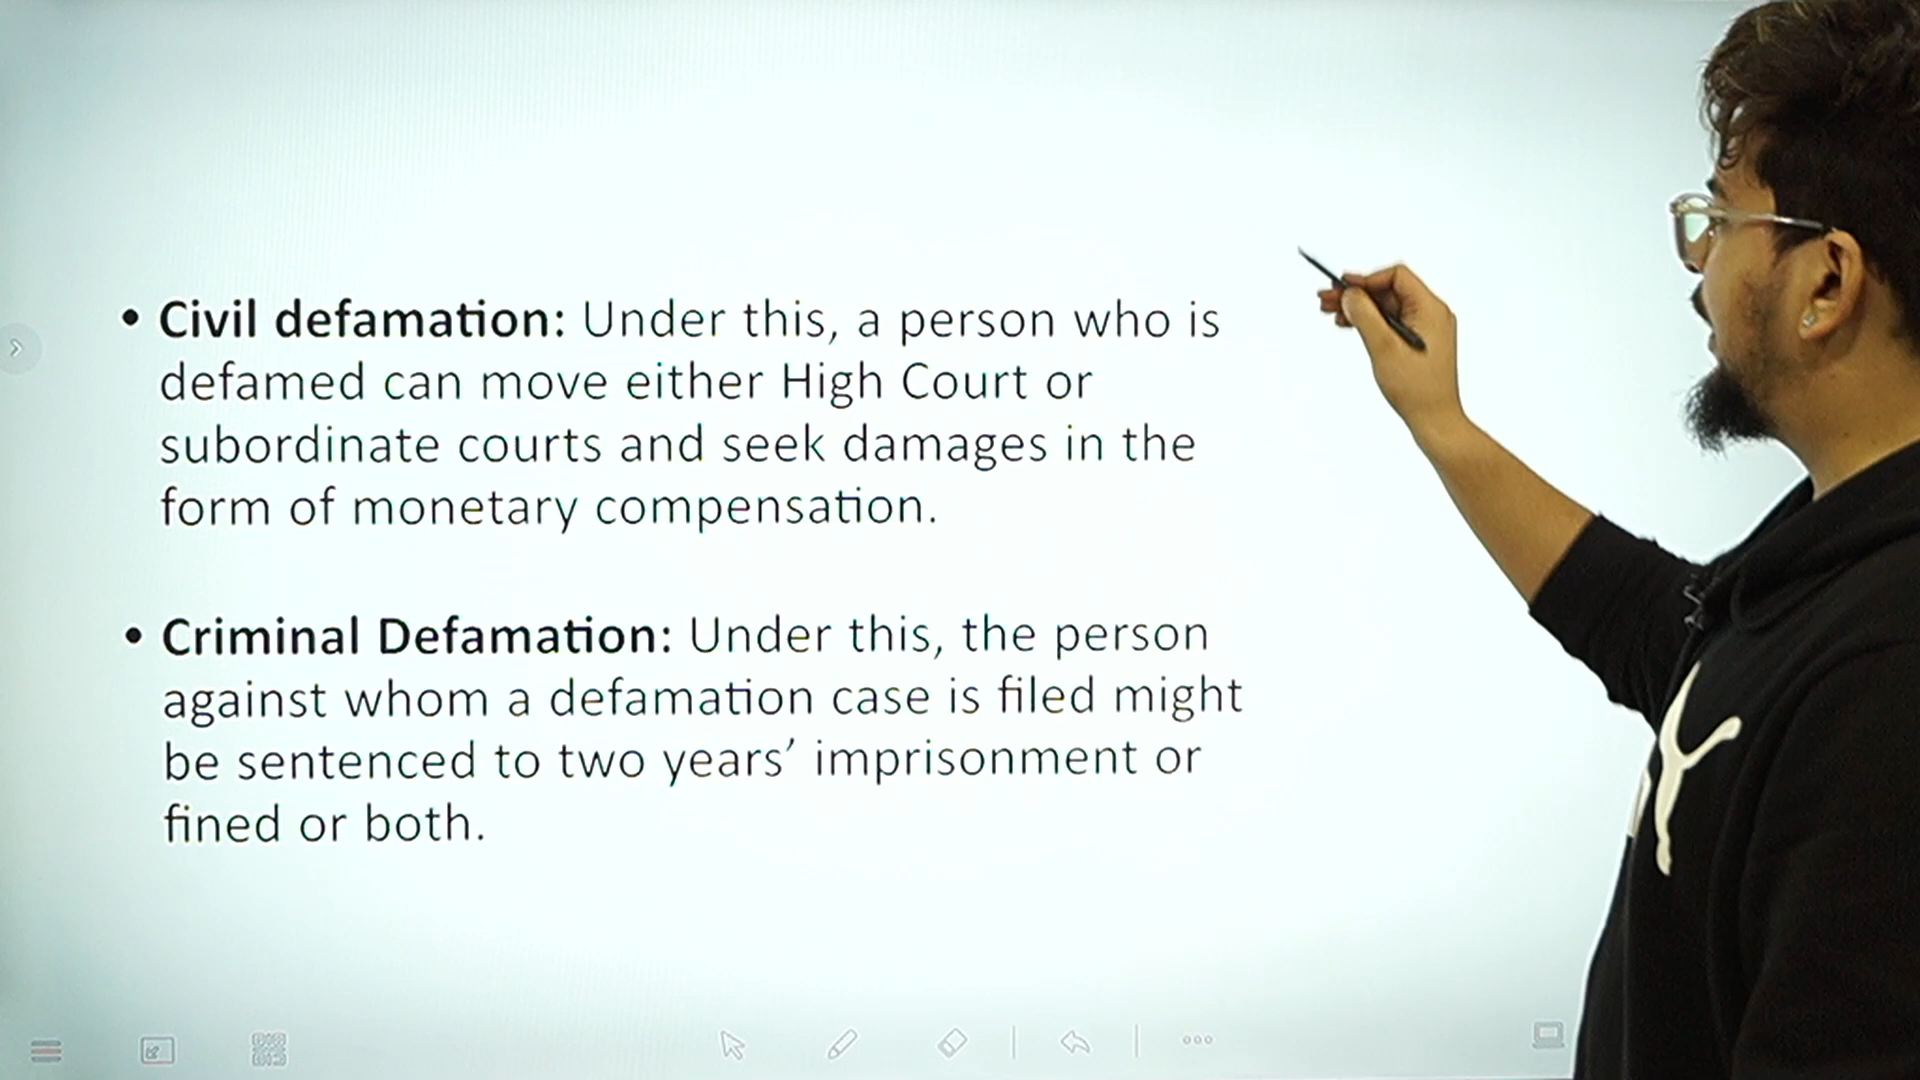 • Civil defamation: Under this, a person who is
defamed can move either High Court or
subordinate courts and seek damages in the
form of monetary compensation.
• Criminal Defamation: Under this, the person
against whom a defamation case is filed might
be sentenced to two years’ imprisonment or
fined or both.